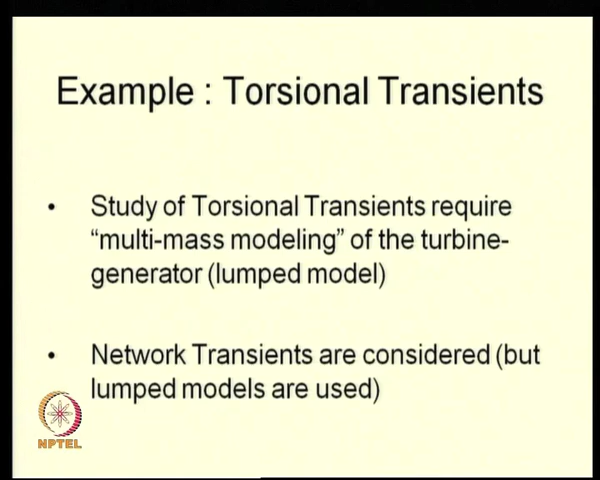 Example : Torsional Transients
• Study of Torsional Transients require
"multi-mass modeling" of the turbine-
generator (lumped model)
• Network Transients are considered (but
lumped models are used)
NPTEL